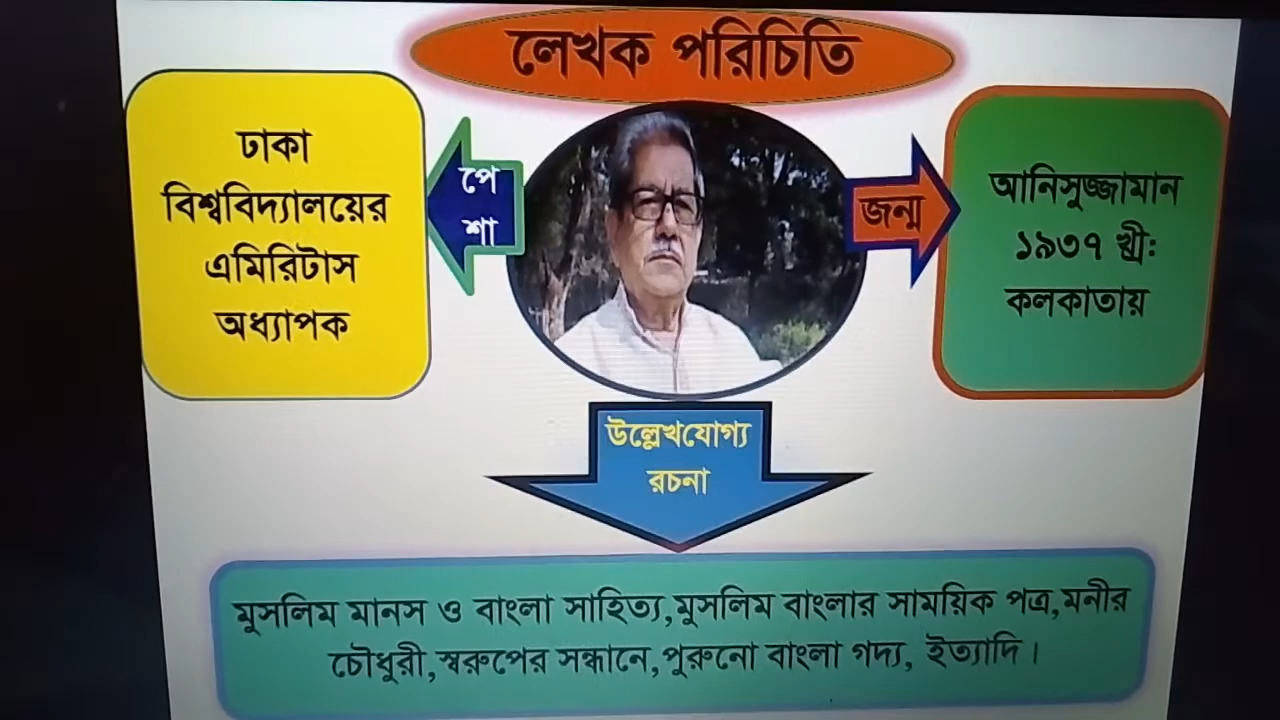 লেখক পরিচিতি
ঢাকা
বিশ্ববিদ্যালয়ের
এমিরিটাস
অধ্যাপক
পে
শা
জন্ম
আনিসুজ্জামান
১৯৩৭ খ্রী:
কলকাতায়
উল্লেখযোগ্য
রচনা
মুসলিম মানস ও বাংলা সাহিত্য,মুসলিম বাংলার সাময়িক পত্র,মনীর
চৌধুরী,স্বরুপের সন্ধানে,পুরুনো বাংলা গদ্য, ইত্যাদি।